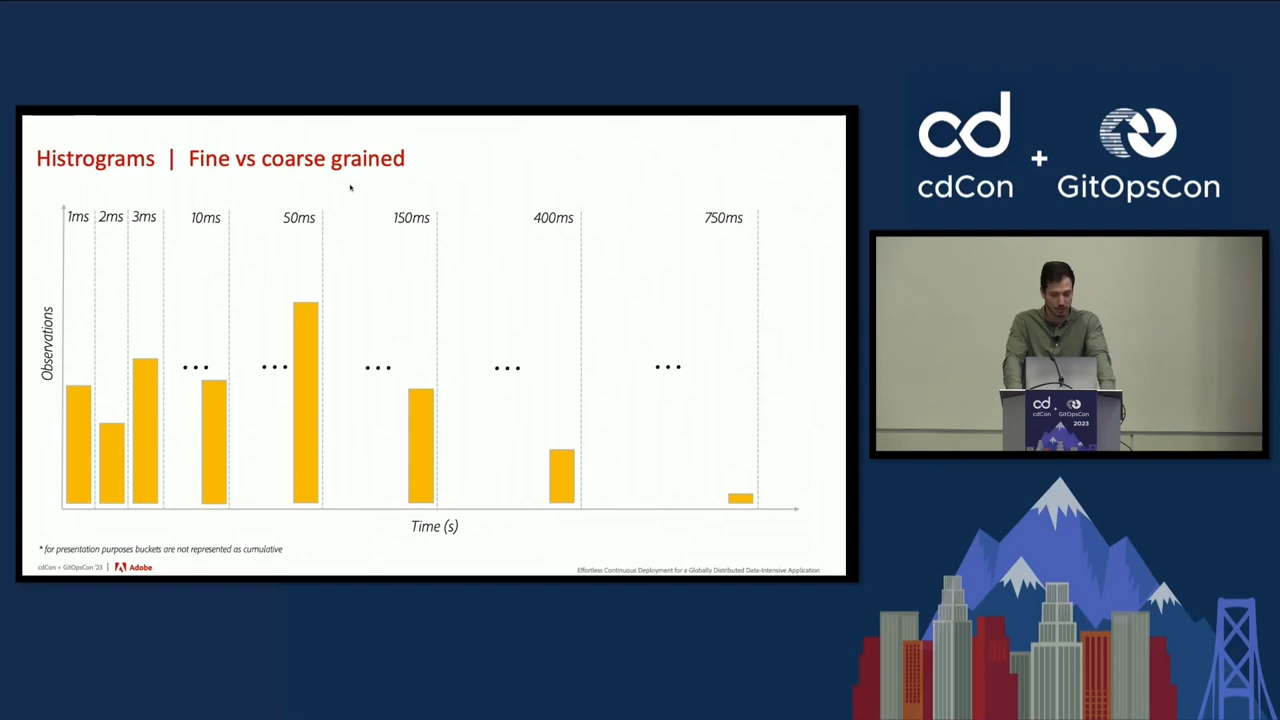 Histrograms | Fine vs coarse grained
1ms 2ms 3ms 10ms 50ms 150ms 400ms 750ms
Observations
... ... ... ... ...
Time (s)
* for presentation purposes buckets are not represented as cumulative
cdCon + GitOpsCon '23 | Adobe
Effortless Continuous Deployment for a Globally Distributed Data-Intensive Application
cd
cdCon + GitOpsCon
cd +
cdCon GitOpsCon
2023